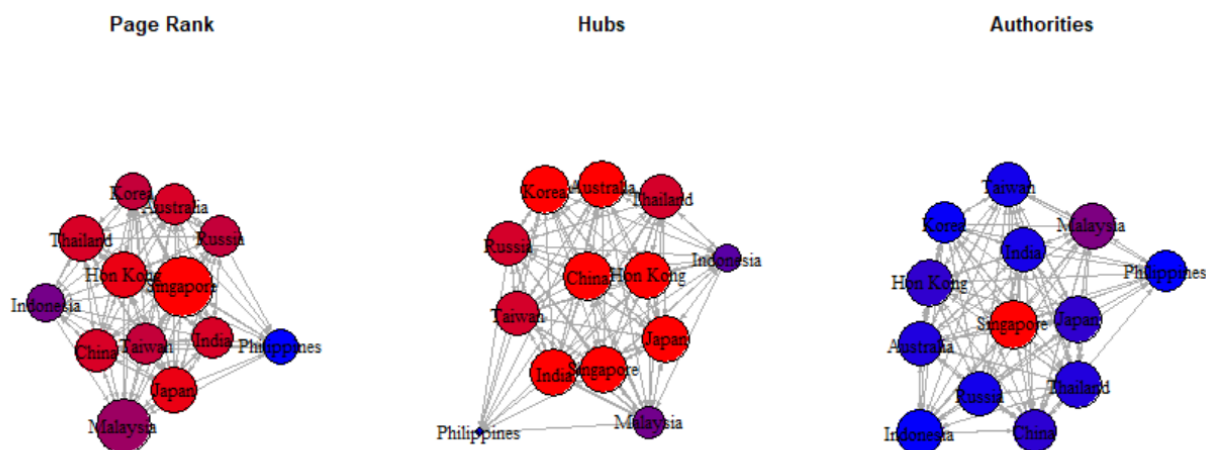 Page Rank
Hubs
Authorities
Korea
Australia
Thailand
Russia
Hon Kong
Singapore
Indonesia
China
Taiwan
India
Philippines
Japan
Malaysia
Korea
Australia
Thailand
Russia
Indonesia
China
Hon Kong
Taiwan
Japan
India
Singapore
Philippines
Malaysia
Taiwan
Korea
Malaysia
India
Philippines
Hon Kong
Singapore
Japan
Australia
Thailand
Russia
Indonesia
China